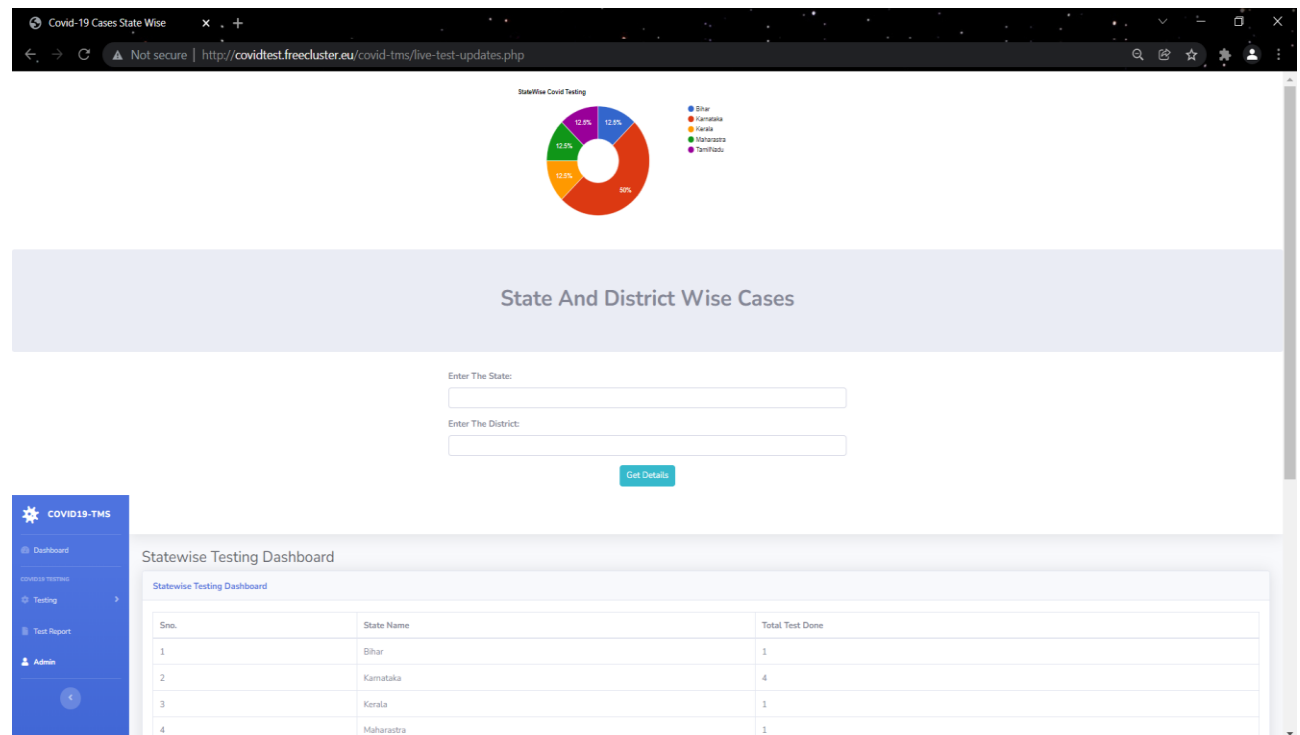 Covid-19 Cases State Wise
Not secure | http://covidtest.freecluster.eu/covid-tms/live-test-updates.php
StateWise Covid Testing
12.5% 12.5%
12.5%
12.5%
50%
Bihar
Karnataka
Kerala
Maharastra
TamilNadu
State And District Wise Cases
Enter The State:
Enter The District:
Get Details
COVID19-TMS
Dashboard
COVID19 TESTING
Testing
Test Report
Admin
Statewise Testing Dashboard
Statewise Testing Dashboard
Sno. State Name Total Test Done
1 Bihar 1
2 Karnataka 4
3 Kerala 1
4 Maharastra 1